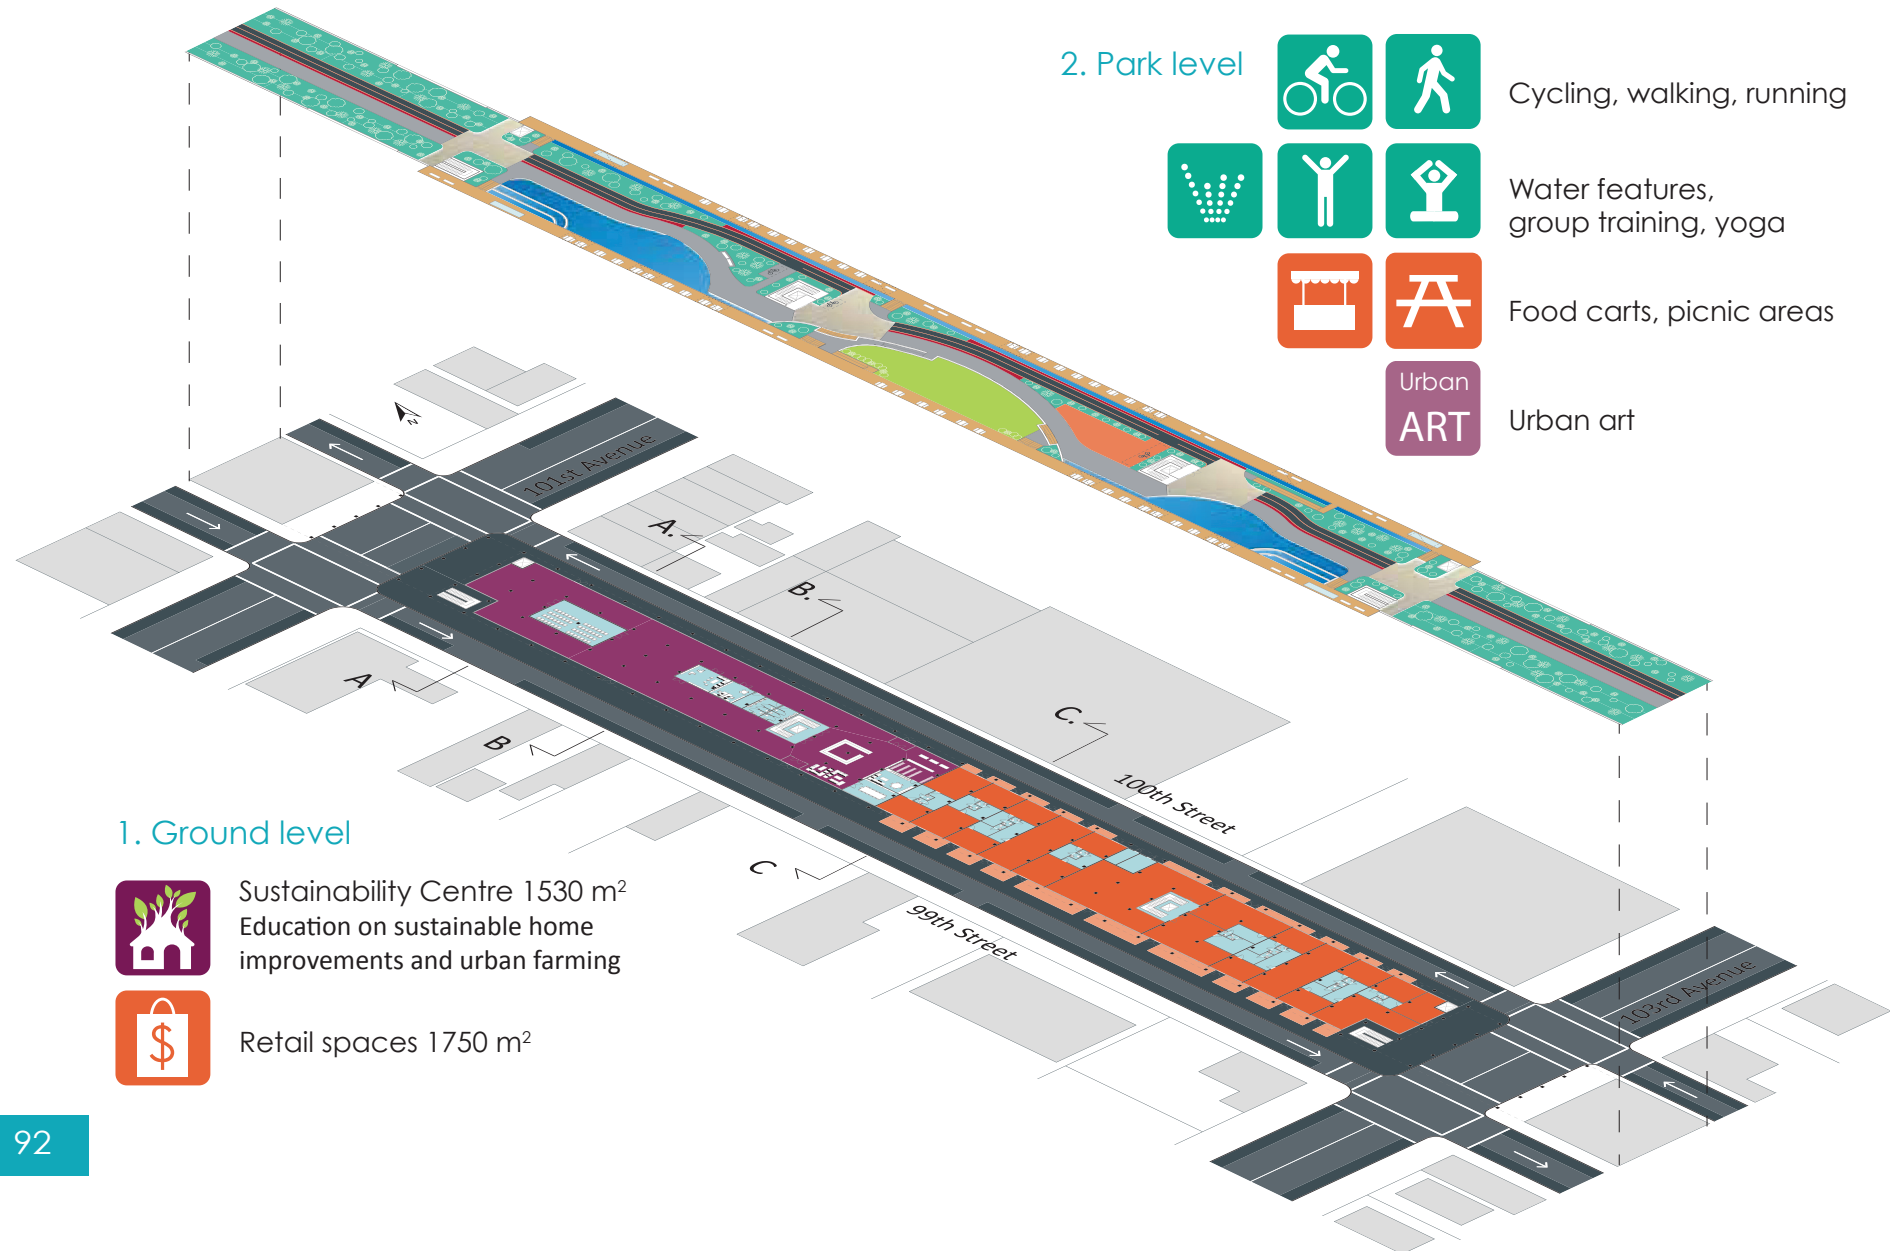 2. Park level
Cycling, walking, running
Water features,
group training, yoga
Food carts, picnic areas
Urban
ART
Urban art
N
101st Avenue
A.
B.
C.
A
B
C
100th Street
99th Street
103rd Avenue
1. Ground level
Sustainability Centre 1530 m²
Education on sustainable home
improvements and urban farming
$
Retail spaces 1750 m²
92